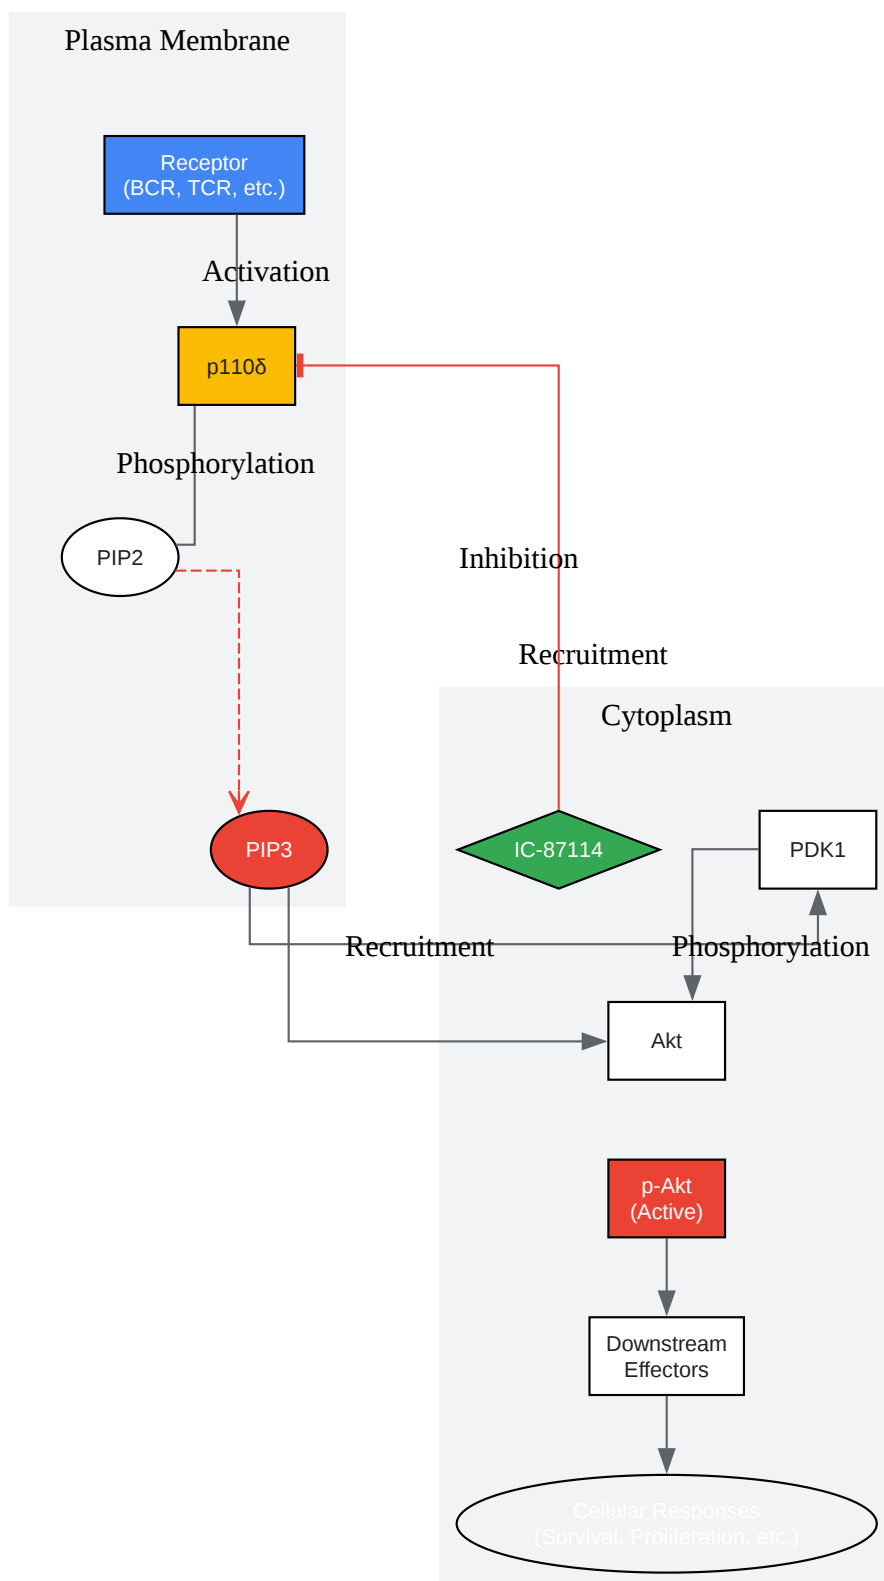 Plasma Membrane
Receptor
(BCR, TCR, etc.)
Activation
p110δ
Phosphorylation
PIP2
Inhibition
Recruitment
Cytoplasm
PIP3
IC-87114
PDK1
Recruitment
Phosphorylation
Akt
p-Akt
(Active)
Downstream
Effectors
Cellular Responses
(Survival, Proliferation, etc.)